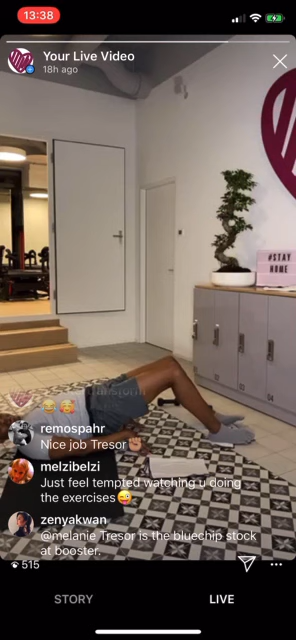 13:38
Your Live Video
18h ago
#STAY
HOME
remospahr
Nice job Tresor
melzibelzi
Just feel tempted watching u doing
the exercises
zenyakwan
@melanie Tresor is the bluechip stock
at booster.
515
STORY
LIVE